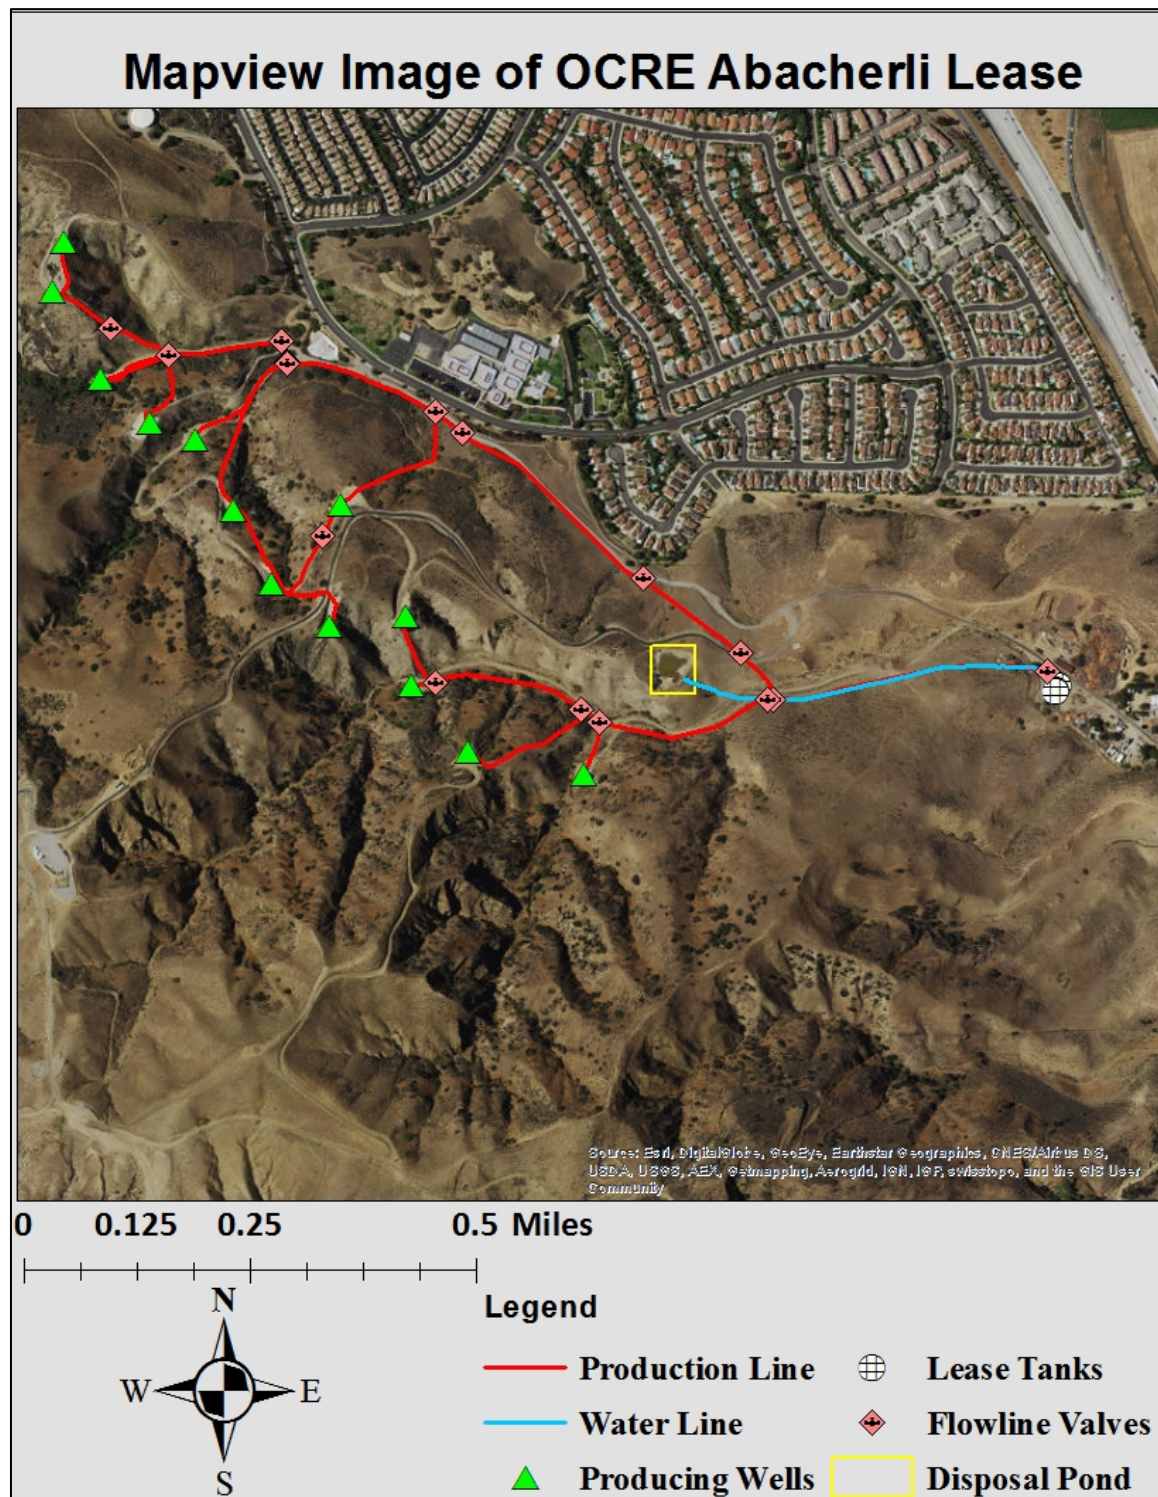 Mapview Image of OCRE Abacherli Lease
Source: Esri, DigitalGlobe, GeoEye, Earthstar Geographics, CNES/Airbus DS,
USDA, USGS, AEX, Getmapping, Aerogrid, IGN, IGP, swisstopo, and the GIS User
Community
0 0.125 0.25 0.5 Miles
N
W E
S
Legend
Production Line Lease Tanks
Water Line Flowline Valves
Producing Wells Disposal Pond